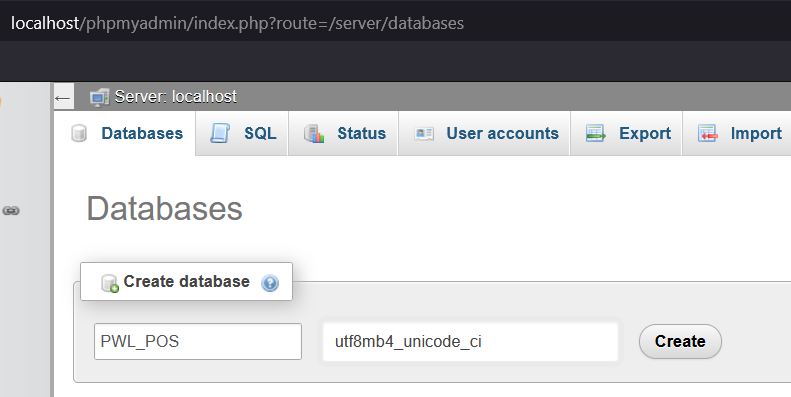 localhost/phpmyadmin/index.php?route=/server/databases
← Server: localhost
Databases SQL Status User accounts Export Import
Databases
Create database
PWL_POS utf8mb4_unicode_ci Create